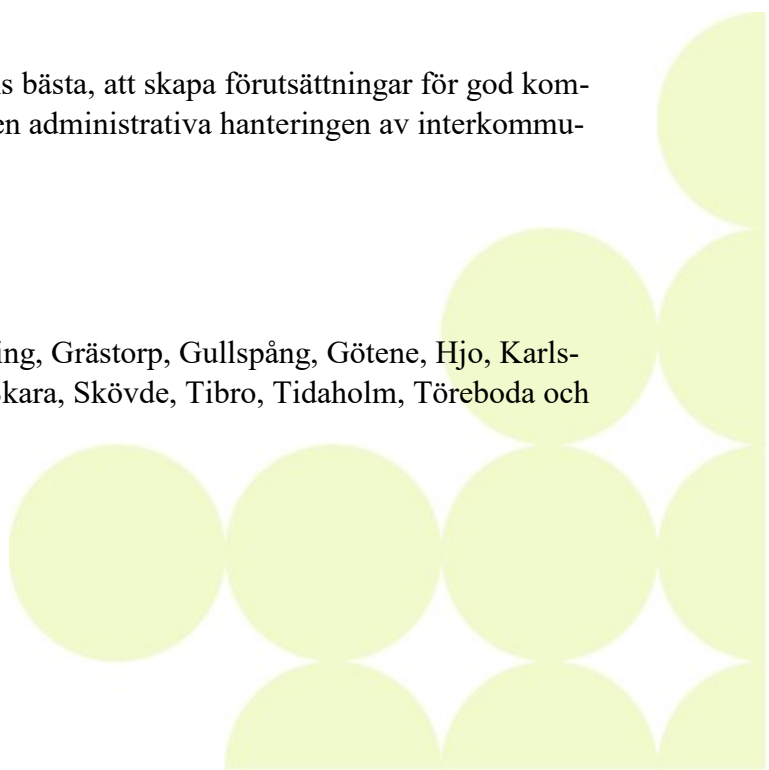 s bästa, att skapa förutsättningar för god kom-
en administrativa hanteringen av interkommu-
ing, Grästorp, Gullspång, Götene, Hjo, Karls-
kara, Skövde, Tibro, Tidaholm, Töreboda och